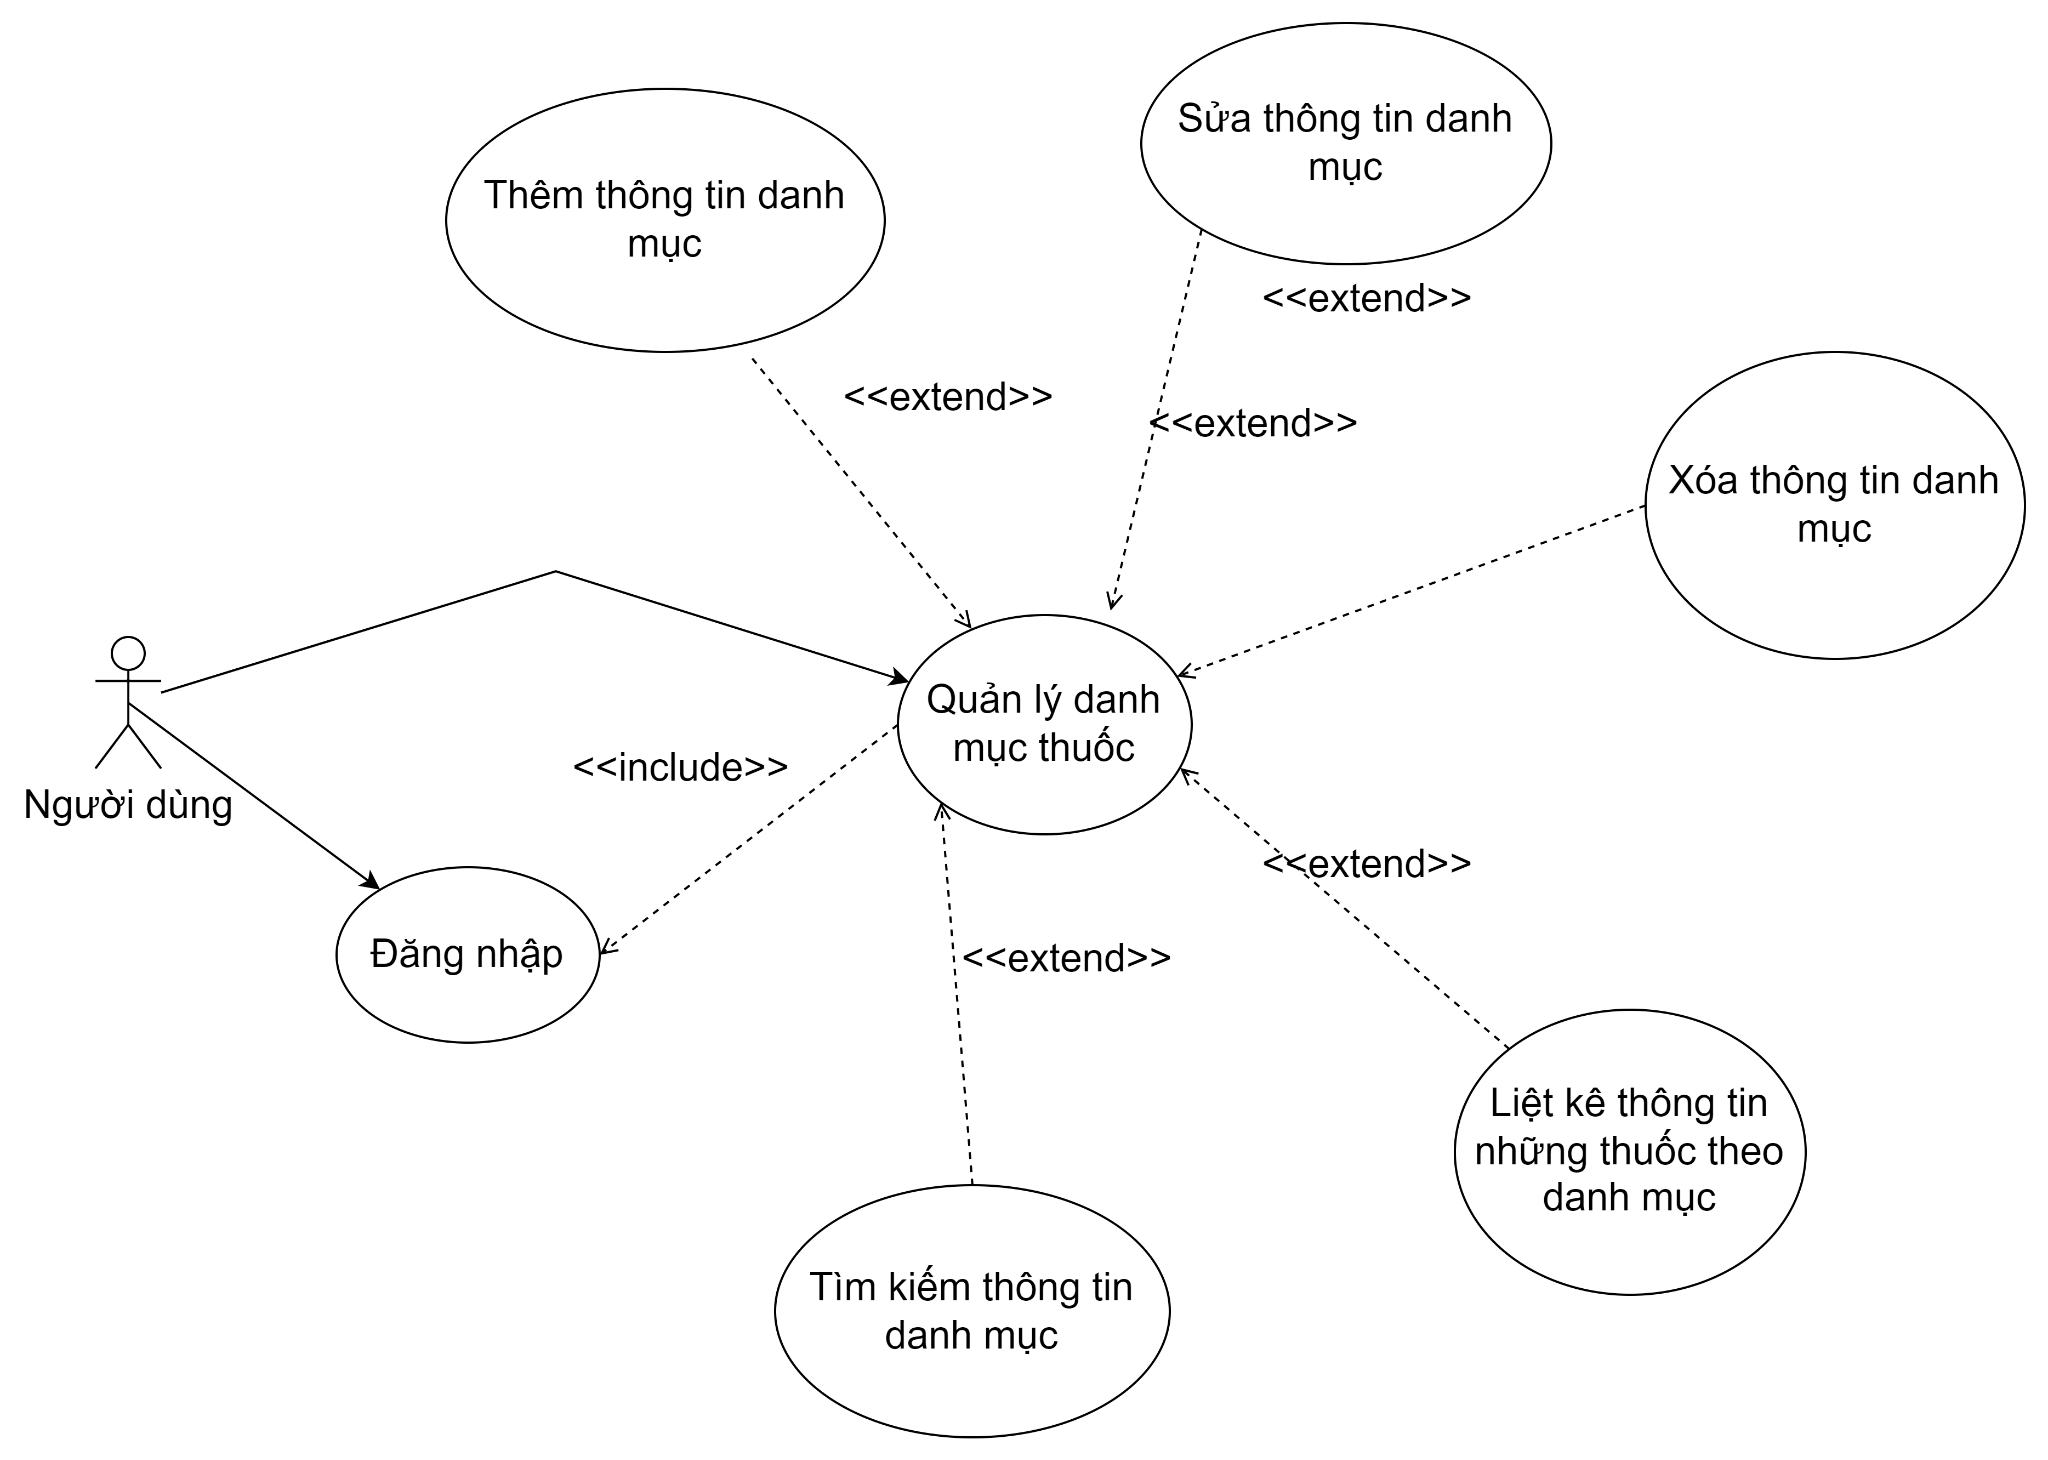 Sửa thông tin danh
mục
Thêm thông tin danh
mục
<<extend>>
<<extend>>
<<extend>>
Xóa thông tin danh
mục
Quản lý danh
mục thuốc
<<include>>
Người dùng
<<extend>>
Đăng nhập
<<extend>>
Liệt kê thông tin
những thuốc theo
danh mục
Tìm kiếm thông tin
danh mục